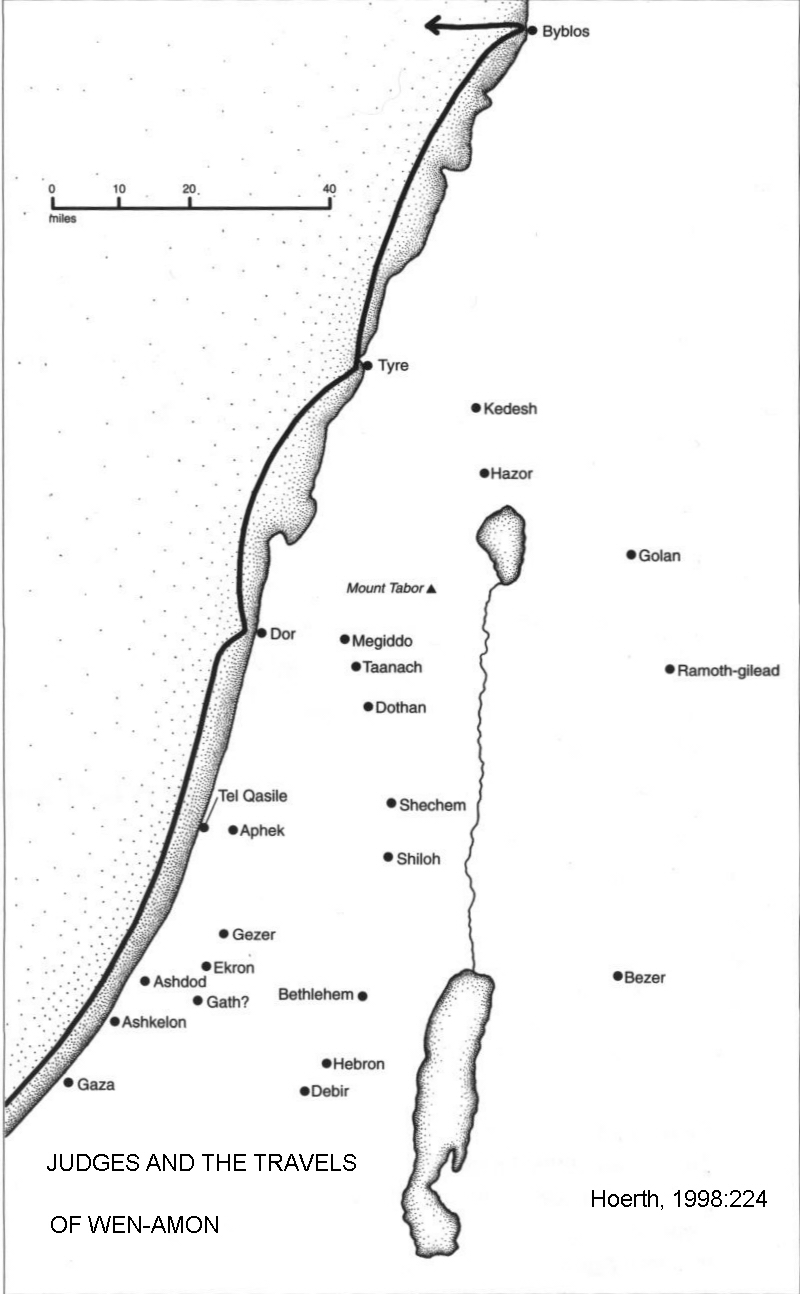 Byblos
0 10 20 40
miles
Tyre
Kedesh
Hazor
Golan
Mount Tabor
Dor
Megiddo
Taanach
Ramoth-gilead
Dothan
Tel Qasile
Shechem
Aphek
Shiloh
Gezer
Ekron
Ashdod
Bezer
Bethlehem
Gath?
Ashkelon
Hebron
Gaza
Debir
JUDGES AND THE TRAVELS
Hoerth, 1998:224
OF WEN-AMON